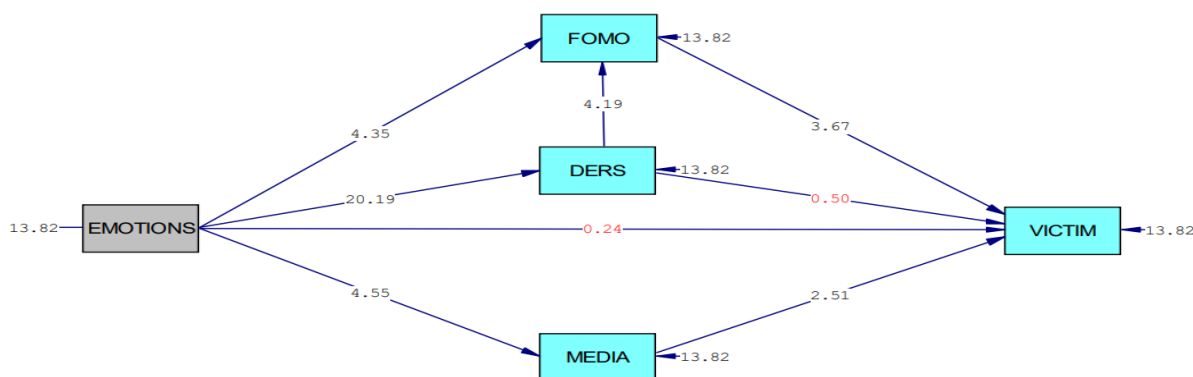 FOMO
13.82
4.19
4.35
3.67
DERS
13.82
20.19
0.50
13.82
EMOTIONS
0.24
VICTIM
13.82
4.55
2.51
MEDIA
13.82